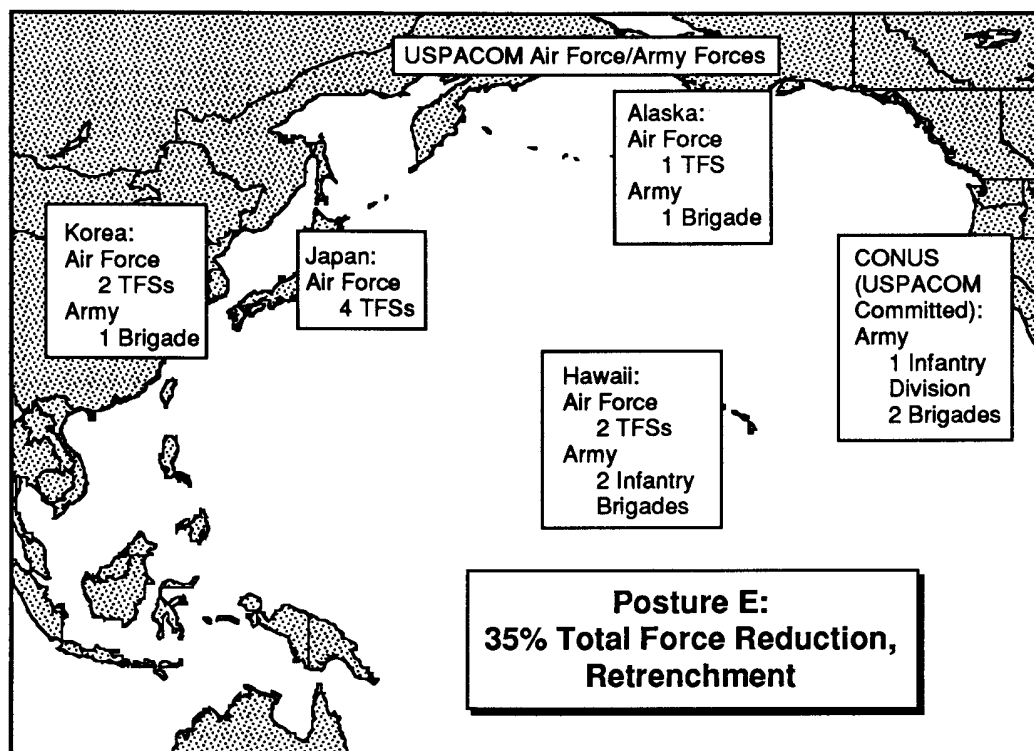 USPACOM Air Force/Army Forces
Alaska:
Air Force
1 TFS
Army
1 Brigade
Korea:
Air Force
2 TFSs
Army
1 Brigade
Japan:
Air Force
4 TFSs
CONUS
(USPACOM
Committed):
Army
1 Infantry
Division
2 Brigades
Hawaii:
Air Force
2 TFSs
Army
2 Infantry
Brigades
Posture E:
35% Total Force Reduction,
Retrenchment